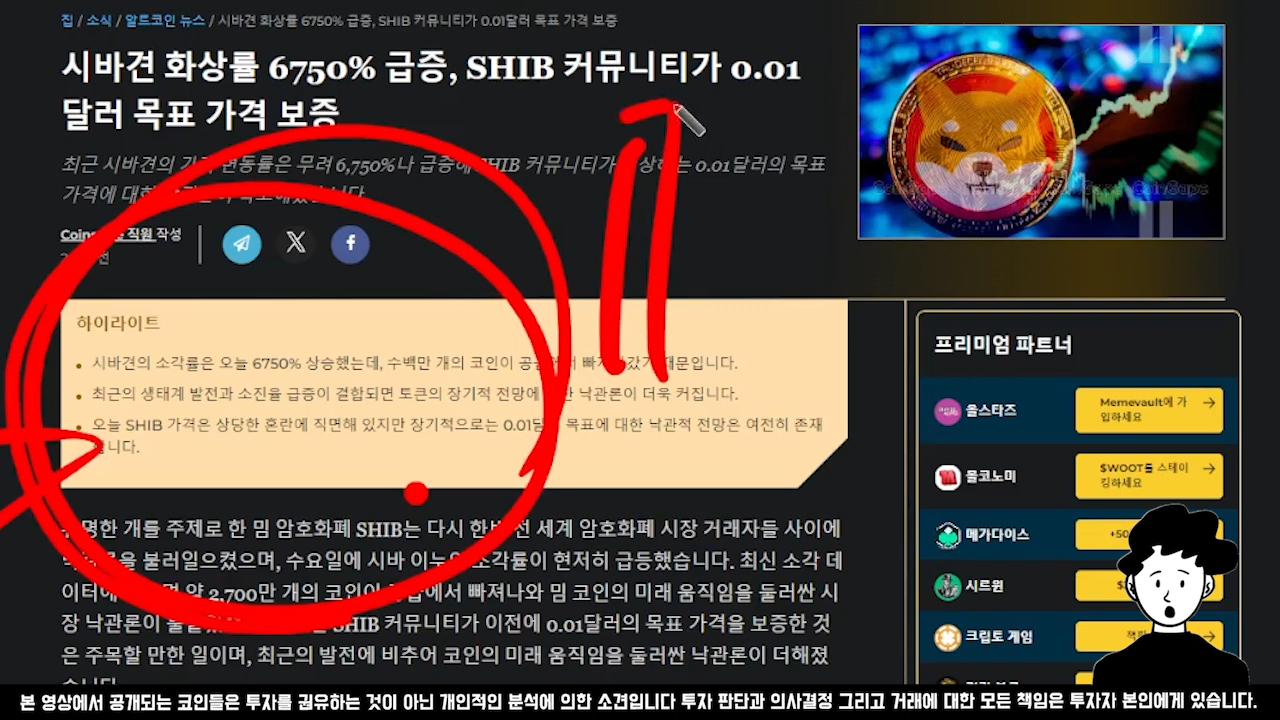 집 / 소식 / 알트코인 뉴스 / 시바견 화상률 6750% 급증, SHIB 커뮤니티가 0.01달러 목표 가격 보증
시바견 화상률 6750% 급증, SHIB 커뮤니티가 0.01
달러 목표 가격 보증
최근 시바견의 변동률은 무려 6,750%나 급증해 SHIB 커뮤니티가 0.01달러의 목표
가격에 대한
직원 작성
하이라이트
시바견의 소각률은 오늘 6750% 상승했는데, 수백만 개의 코인이 때문입니다.
최근의 생태계 발전과 소진율 급증이 결합되면 토큰의 장기적 전망에 낙관론이 더욱 커집니다.
오늘 SHIB 가격은 상당한 혼란에 직면해 있지만 장기적으로는 0.01달 목표에 대한 낙관적 전망은 여전히 존재
합니다.
유명한 개를 주제로 한 밈 암호화폐 SHIB는 다시 한번 전 세계 암호화폐 시장 거래자들 사이에
불러일으켰으며, 수요일에 시바 이누의 소각률이 현저히 급등했습니다. 최신 소각 데
이터에 약 2,700만 개의 코인이 공급에서 빠져나와 밈 코인의 미래 움직임을 둘러싼 시
장 낙관론이 SHIB 커뮤니티가 이전에 0.01달러의 목표 가격을 보증한 것
은 주목할 만한 일이며, 최근의 발전에 비추어 코인의 미래 움직임을 둘러싼 낙관론이 더해졌
습니다.
프리미엄 파트너
올스타즈
Memevault에 가
입하세요
몰코노미
$WOOT를 스테이
킹하세요
메가다이스
+50
시트윈
크립토 게임
본 영상에서 공개되는 코인들은 투자를 권유하는 것이 아닌 개인적인 분석에 의한 소견입니다 투자 판단과 의사결정 그리고 거래에 대한 모든 책임은 투자자 본인에게 있습니다.